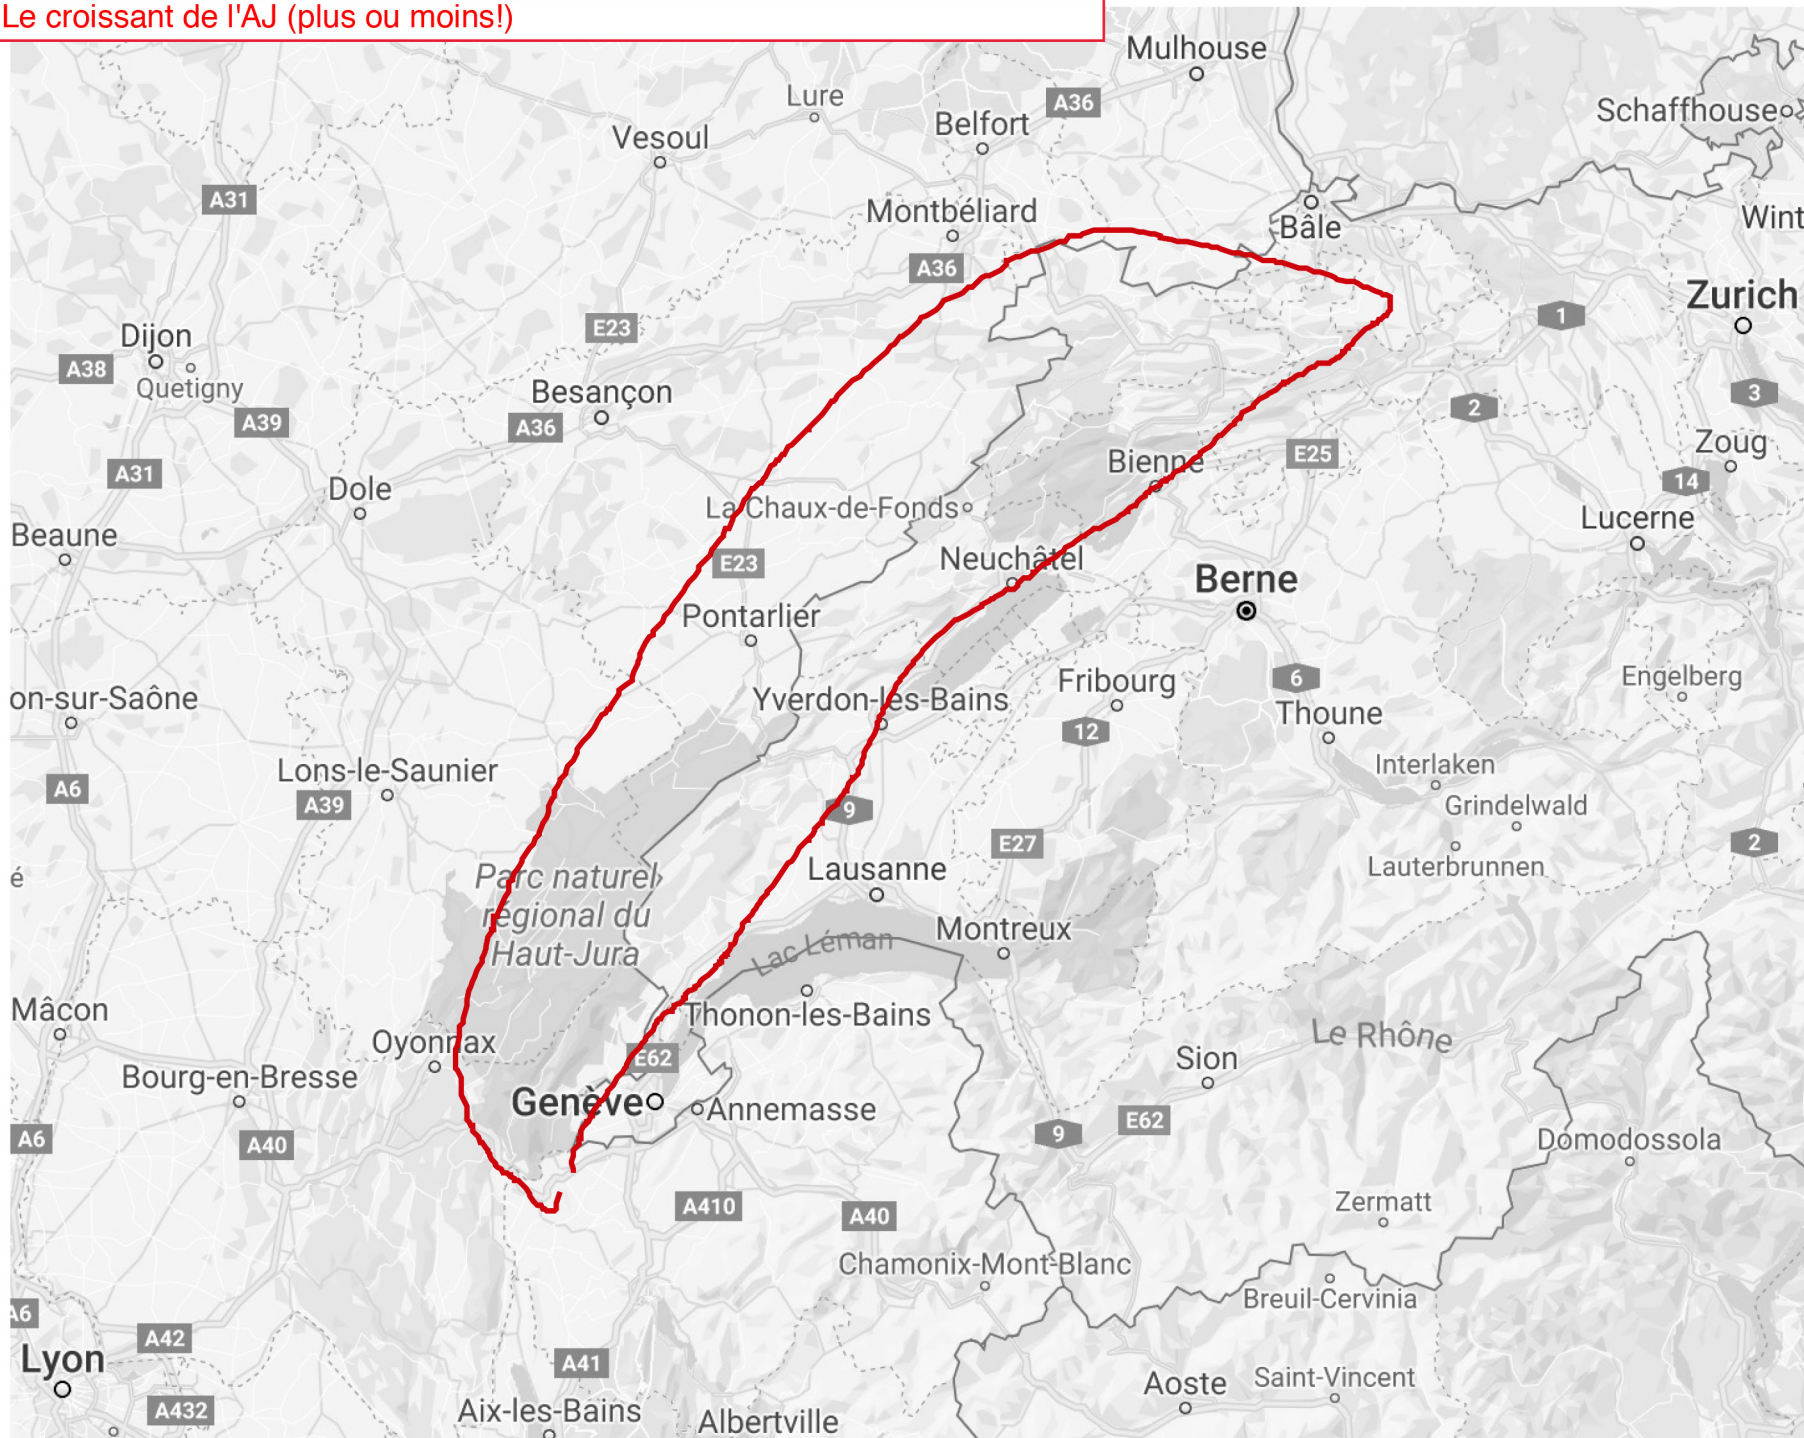 Le croissant de l'AJ (plus ou moins!)
Mulhouse
Lure
A36
Schaffhouse
Vesoul
Belfort
A31
Montbéliard
Bâle
Wint
A36
Zurich
E23
1
Dijon
A38
Quetigny
Besançon
3
A39
A36
2
Zoug
A31
Bienne
E25
Dole
14
La Chaux-de-Fonds
Lucerne
Beaune
Neuchâtel
E23
Berne
Pontarlier
Fribourg
6
Engelberg
on-sur-Saône
Yverdon-les-Bains
Thoune
12
Lons-le-Saunier
Interlaken
A6
A39
9
Grindelwald
E27
2
é
Parc naturel
régional du
Haut-Jura
Lausanne
Lauterbrunnen
Montreux
Lac Léman
Mâcon
Thonon-les-Bains
Le Rhône
Oyonnax
E62
Sion
Bourg-en-Bresse
Genève
Annemasse
A6
A40
9
E62
Domodossola
A410
A40
Zermatt
Chamonix-Mont-Blanc
Breuil-Cervinia
A6
A42
Lyon
A41
Aoste
Saint-Vincent
A432
Aix-les-Bains
Albertville